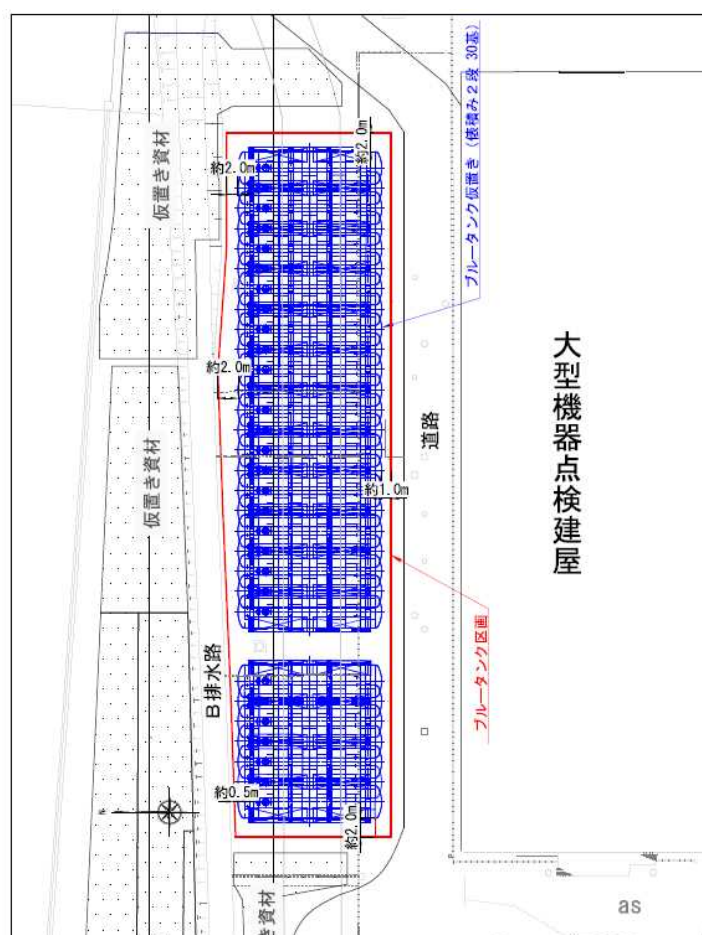 ブルータンク仮置き（俵積み２段 30基）
仮置き資材
約2.0m
約2.0m
約2.0m
仮置き資材
道路
大型機器点検建屋
約1.0m
B排水路
ブルータンク区画
約0.5m
約2.0m
き資材
as